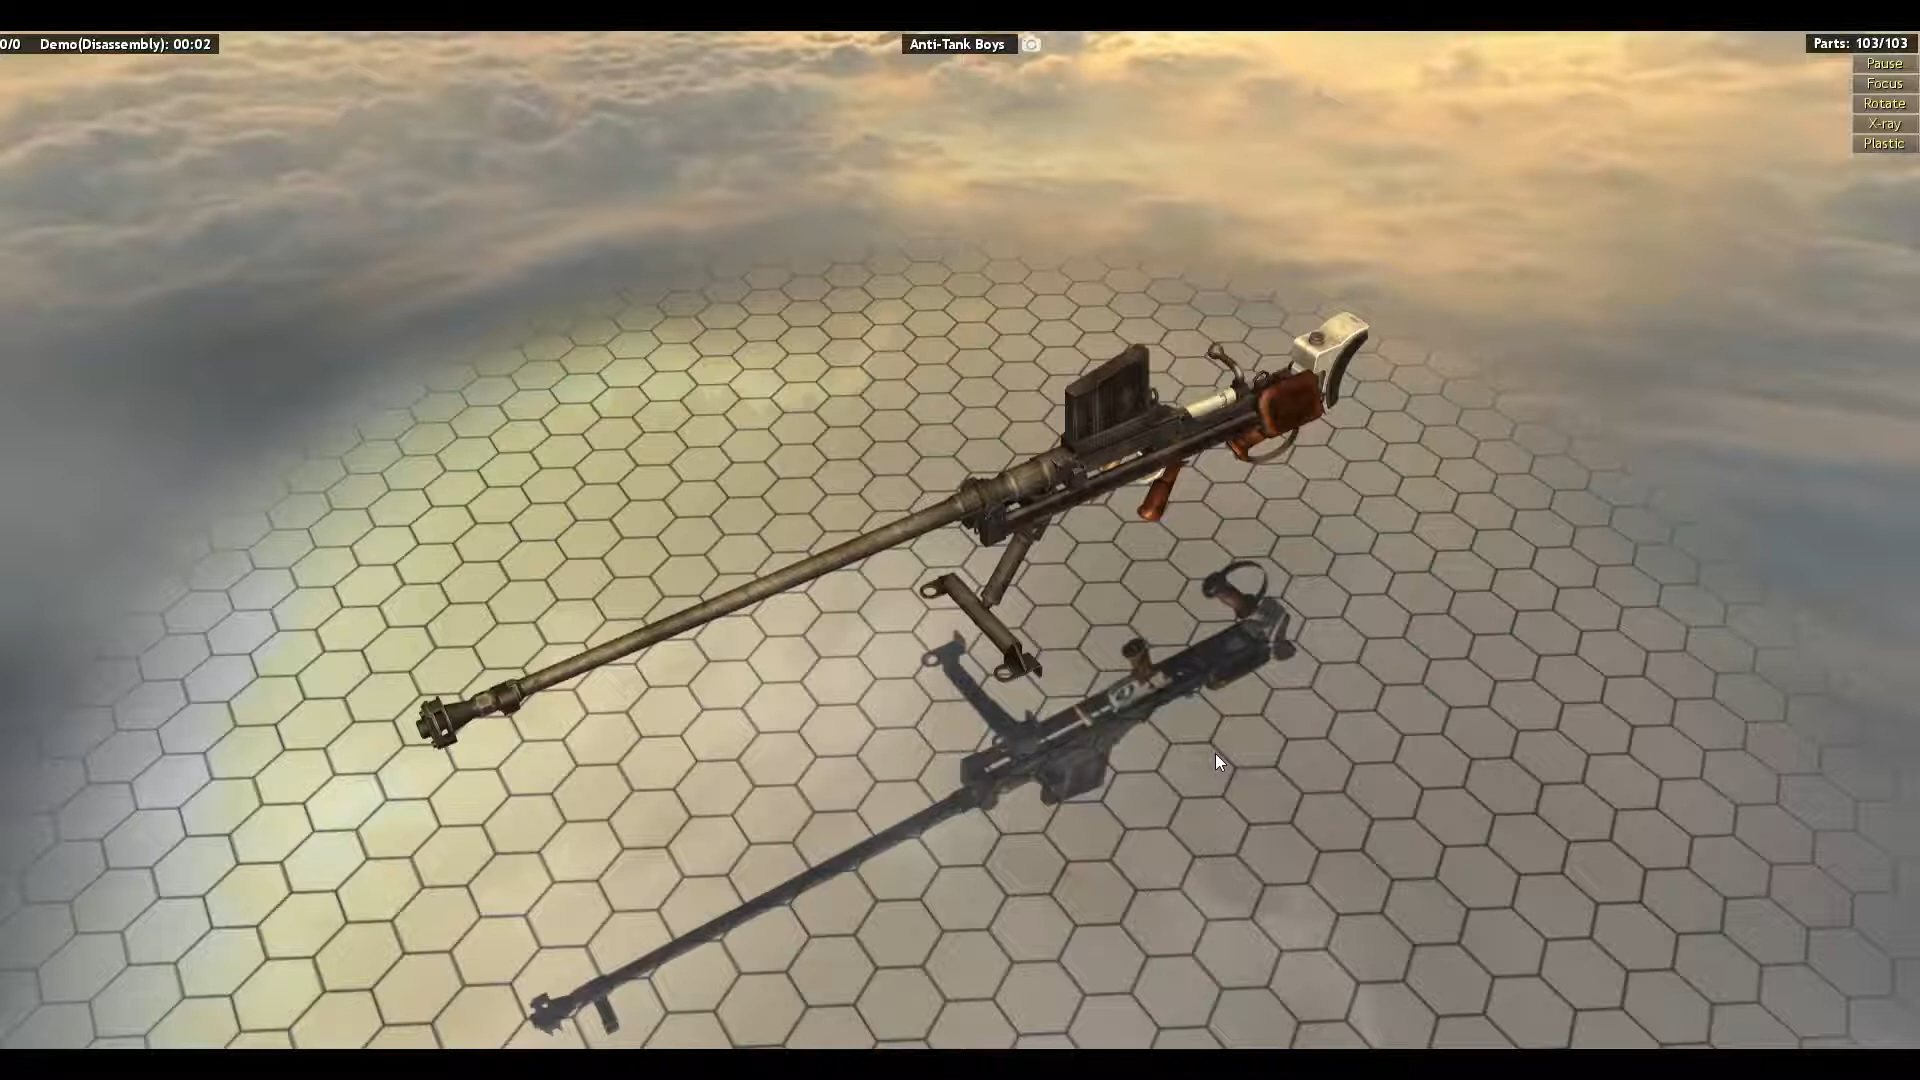 0/0 Demo(Disassembly): 00:02
Anti-Tank Boys
Parts: 103/103
Pause
Focus
Rotate
X-ray
Plastic